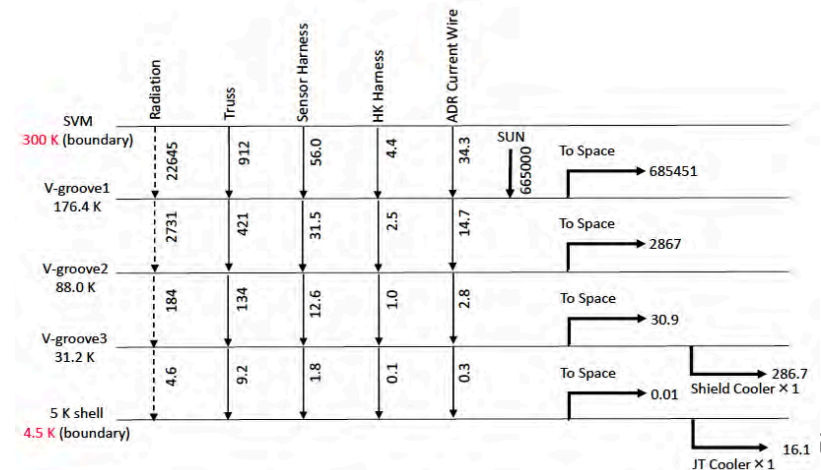 Radiation
Truss
Sensor Harness
HK Harness
ADR Current Wire
SVM
300 K (boundary)
22645
912
56.0
4.4
34.3
SUN
665000
To Space
685451
V-groove1
176.4 K
2731
421
31.5
2.5
14.7
To Space
2867
V-groove2
88.0 K
184
134
12.6
1.0
2.8
To Space
30.9
V-groove3
31.2 K
286.7
Shield Cooler × 1
4.6
9.2
1.8
0.1
0.3
To Space
0.01
5 K shell
4.5 K (boundary)
16.1
JT Cooler × 1